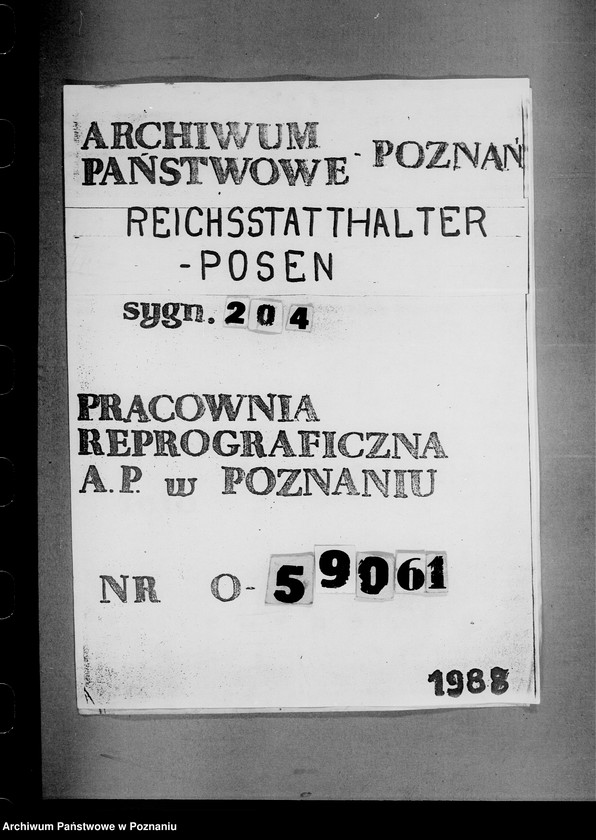 ARCHIWUM
PAŃSTWOWE - POZNAŃ
REICHSSTATTHALTER
-POSEN
sygn. 204
PRACOWNIA
REPROGRAFICZNA
A.P. w POZNANIU
NR O-59061
1988
Archiwum Państwowe w Poznaniu